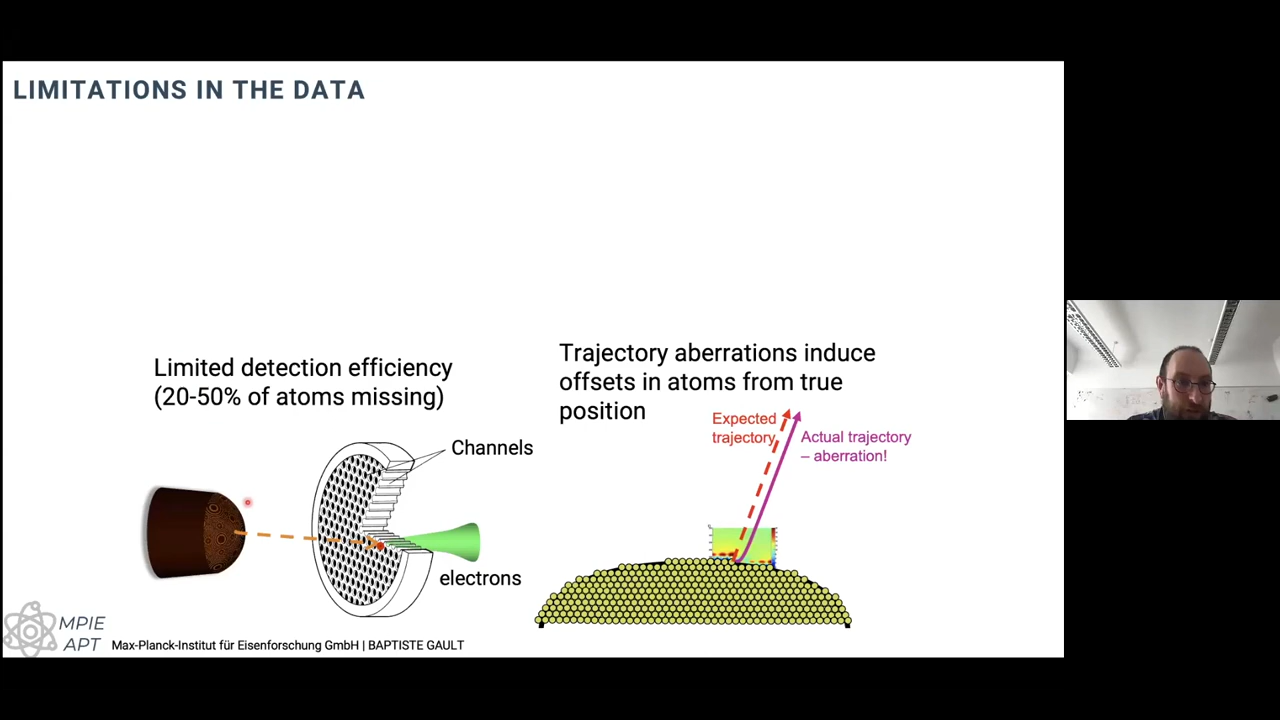 LIMITATIONS IN THE DATA
Limited detection efficiency
(20-50% of atoms missing)
Channels
electrons
Trajectory aberrations induce
offsets in atoms from true
position
Expected
trajectory
Actual trajectory
– aberration!
MPIE
APT
Max-Planck-Institut für Eisenforschung GmbH | BAPTISTE GAULT